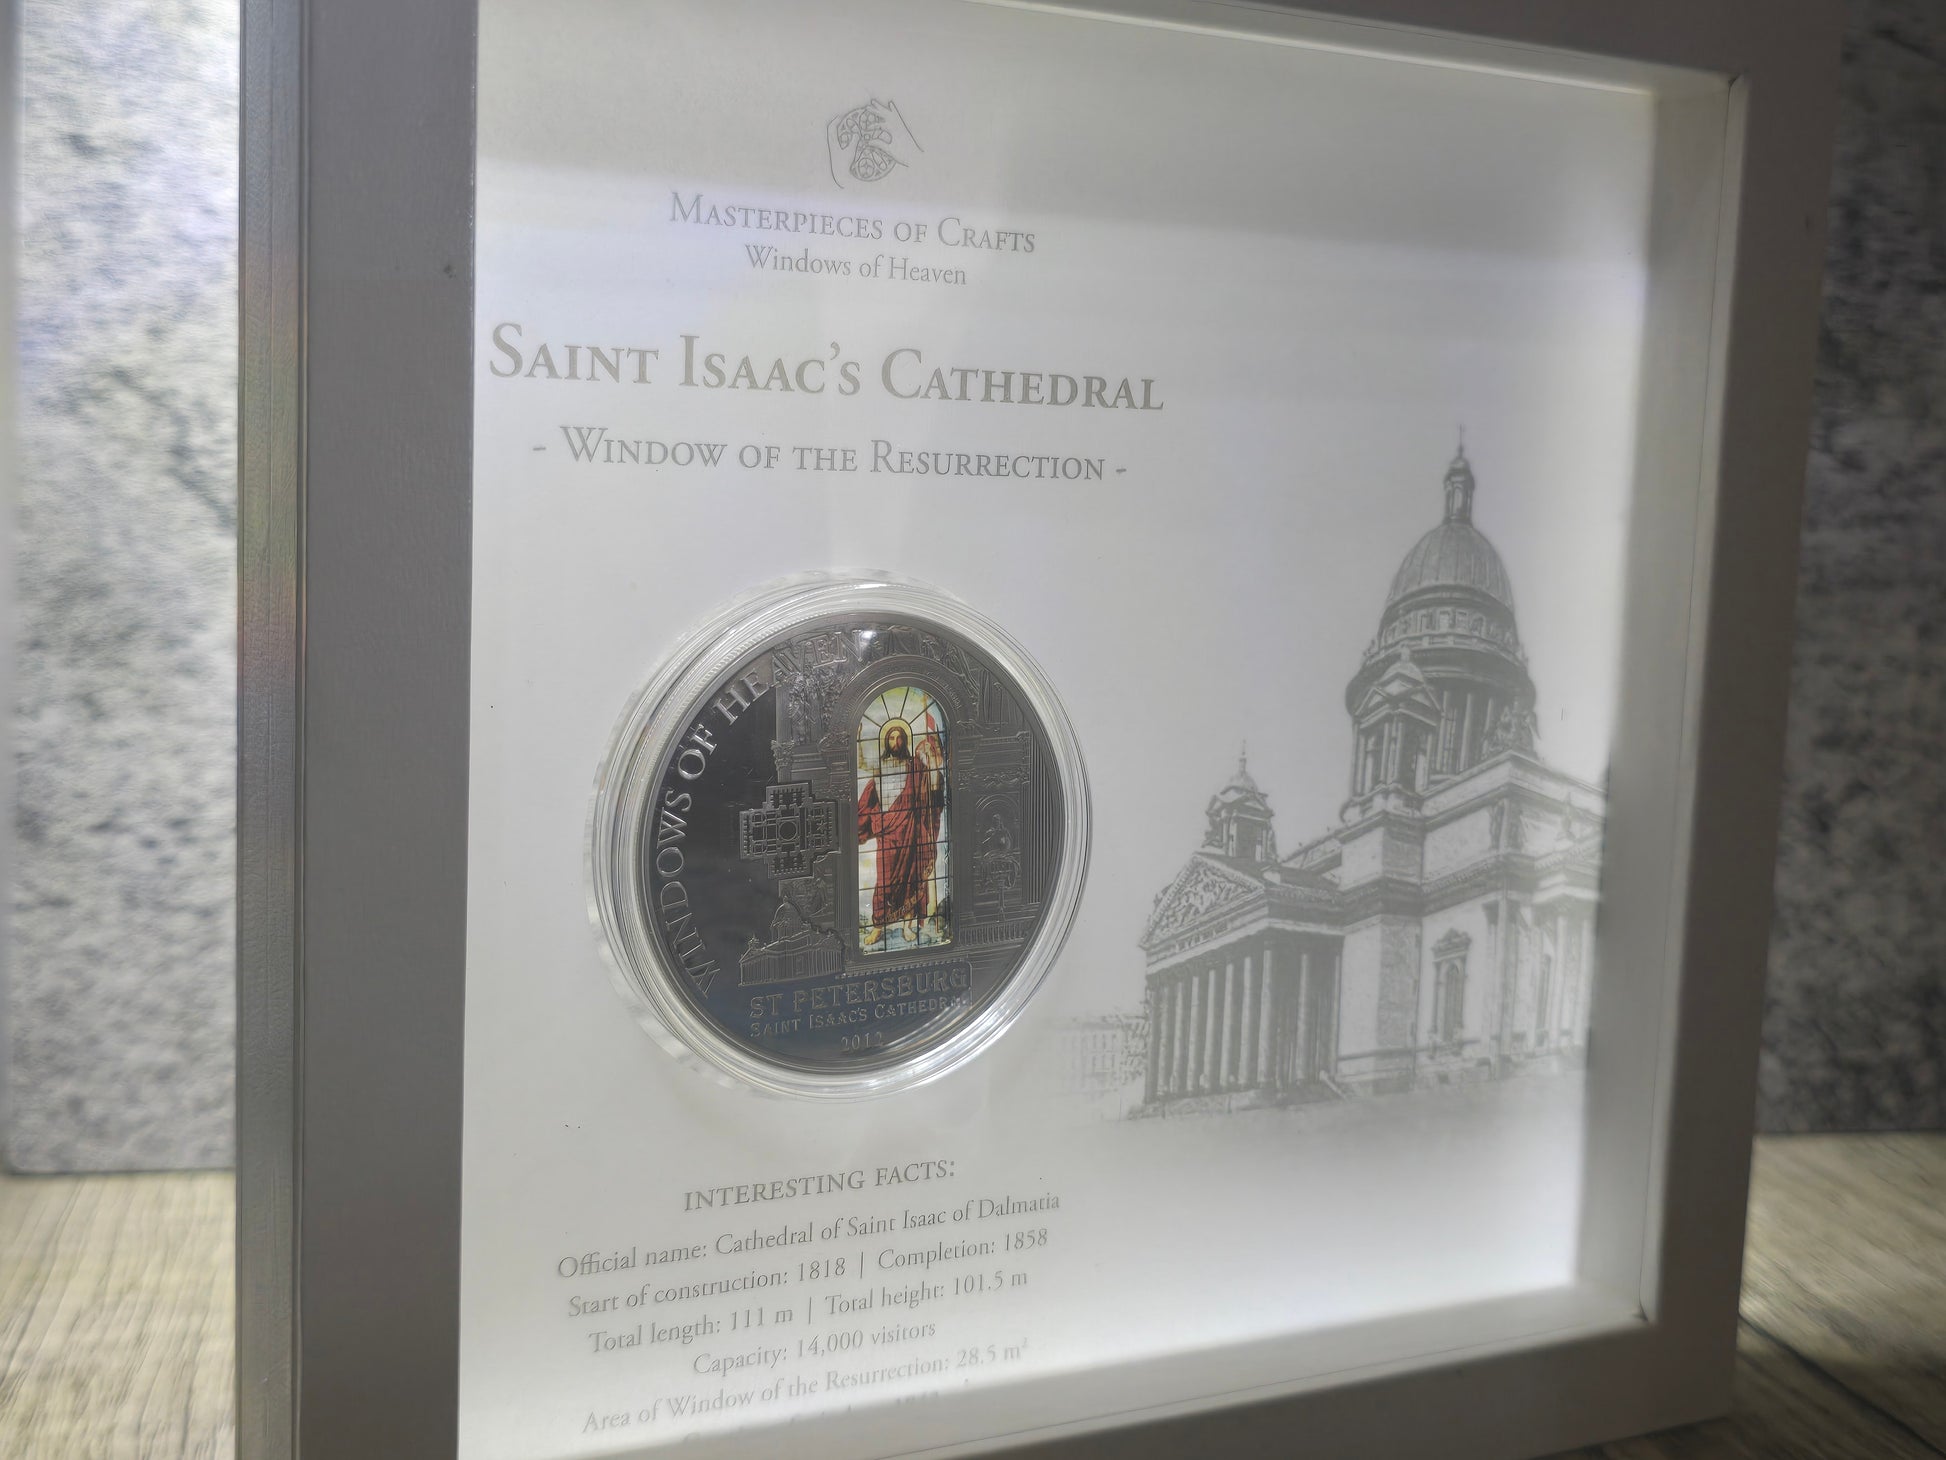 MASTERPIECES OF CRAFTS
Windows of Heaven
SAINT ISAAC'S CATHEDRAL
- WINDOW OF THE RESURRECTION -
WINDOWS OF HEAVEN
ST PETERSBURG
SAINT ISAAC'S CATHEDRAL
2012
INTERESTING FACTS:
Official name: Cathedral of Saint Isaac of Dalmatia
Start of construction: 1818 | Completion: 1858
Total length: 111 m | Total height: 101.5 m
Capacity: 14,000 visitors
Area of Window of the Resurrection: 28.5 m²